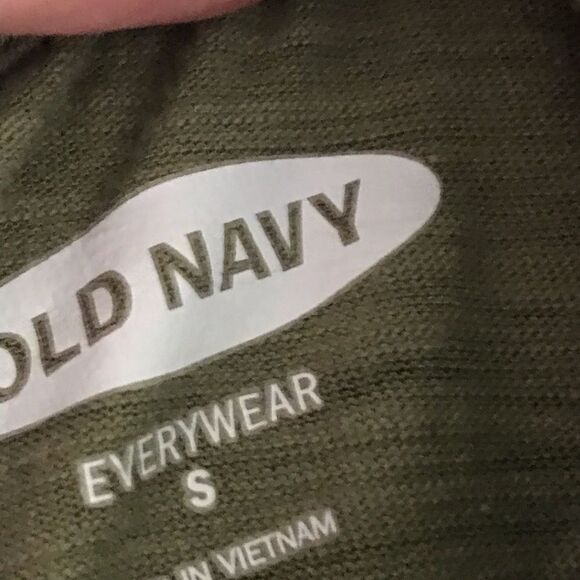 OLD NAVY
EVERYWEAR
S
IN VIETNAM